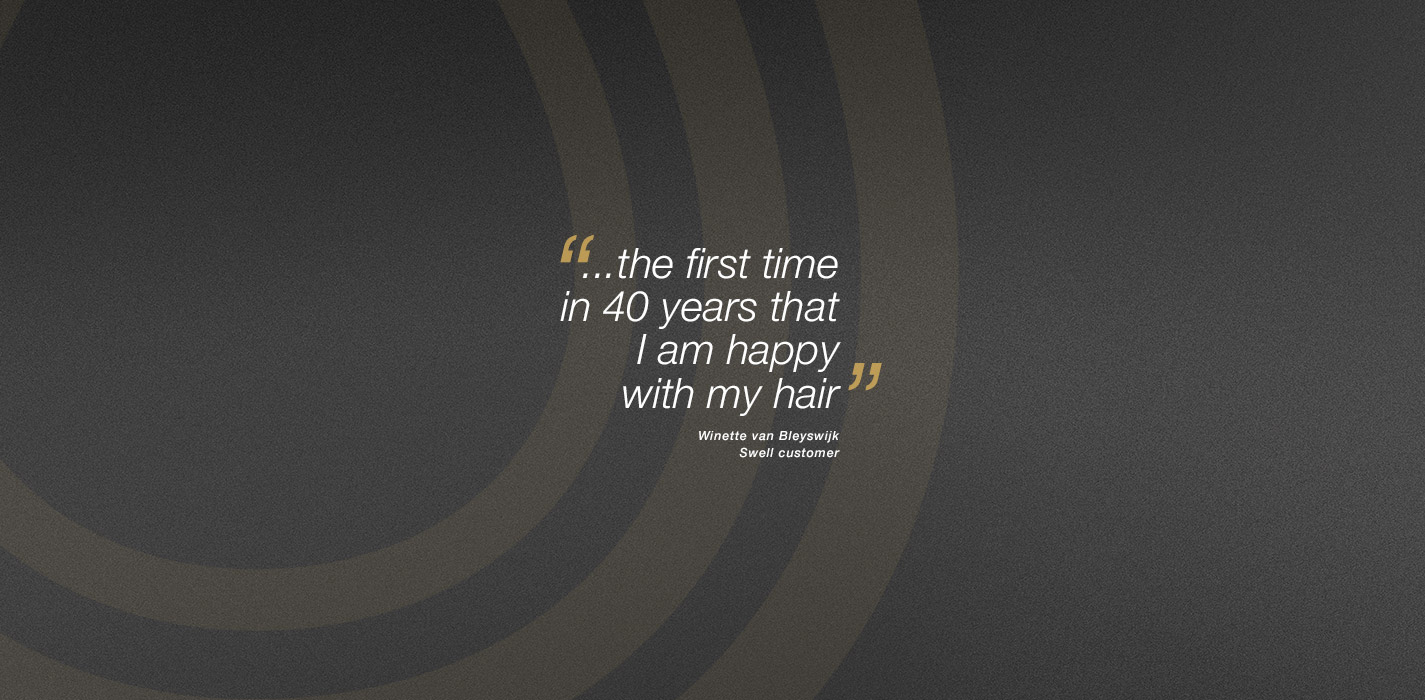 “...the first time
in 40 years that
I am happy
with my hair”
Winette van Bleyswijk
Swell customer